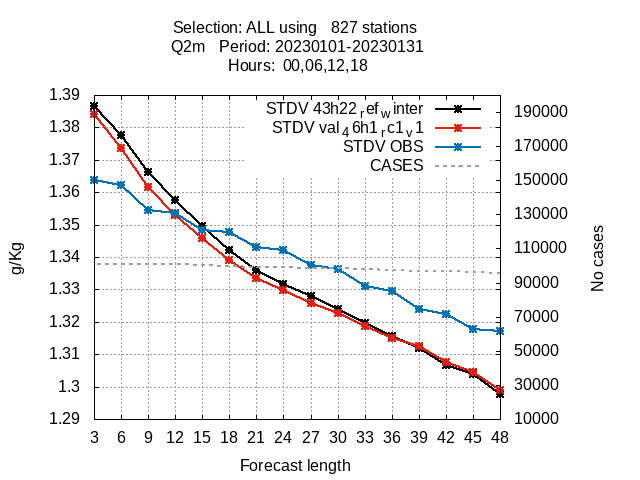 Selection: ALL using   827 stations
Q2m   Period: 20230101-20230131
Hours: 00,06,12,18
STDV 43h22_ref_winter
STDV val_46h1_rc1_v1
STDV OBS
CASES
1.39
1.38
1.37
1.36
1.35
1.34
1.33
1.32
1.31
1.3
1.29
g/Kg
190000
170000
150000
130000
110000
90000
70000
50000
30000
10000
No cases
3 6 9 12 15 18 21 24 27 30 33 36 39 42 45 48
Forecast length